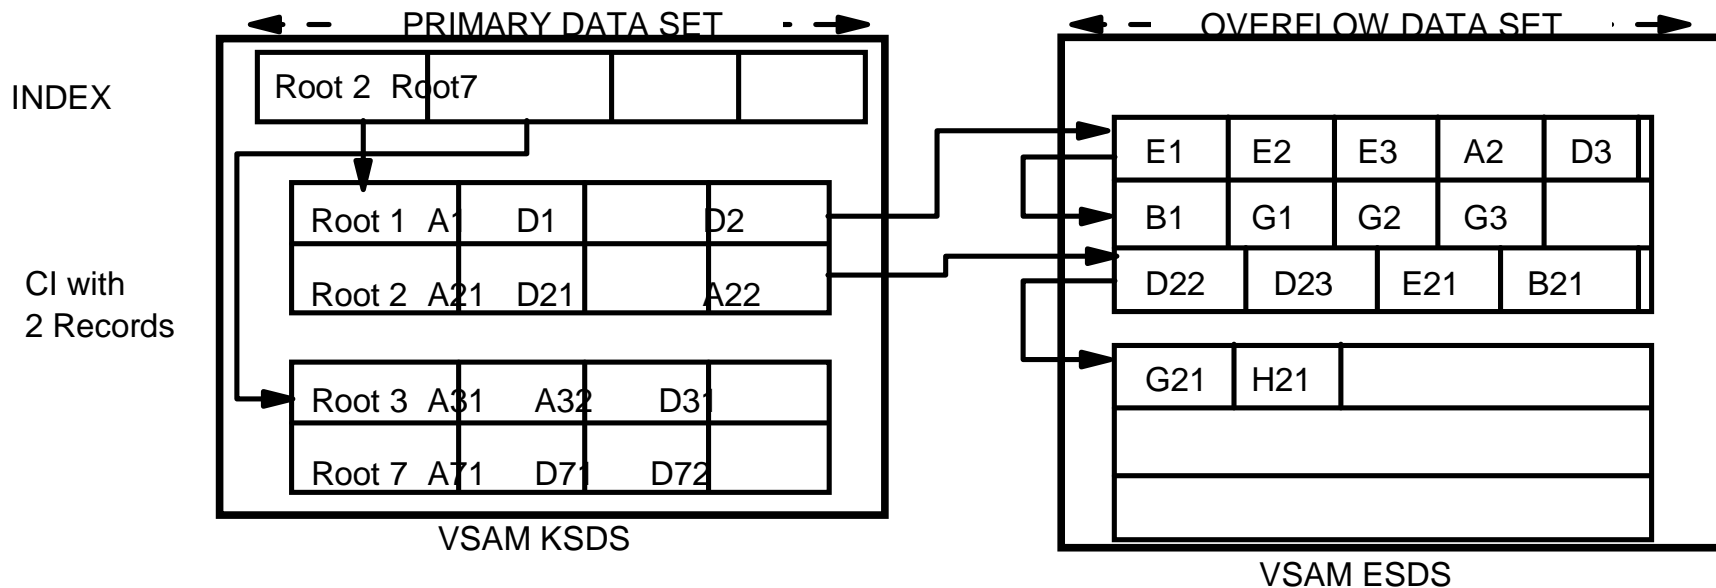 PRIMARY DATA SET
OVERFLOW DATA SET
INDEX
Root 2 Root7
Root 1 A1 D1 D2
Root 2 A21 D21 A22
CI with
2 Records
Root 3 A31 A32 D31
Root 7 A71 D71 D72
VSAM KSDS
E1 E2 E3 A2 D3
B1 G1 G2 G3
D22 D23 E21 B21
G21 H21
VSAM ESDS